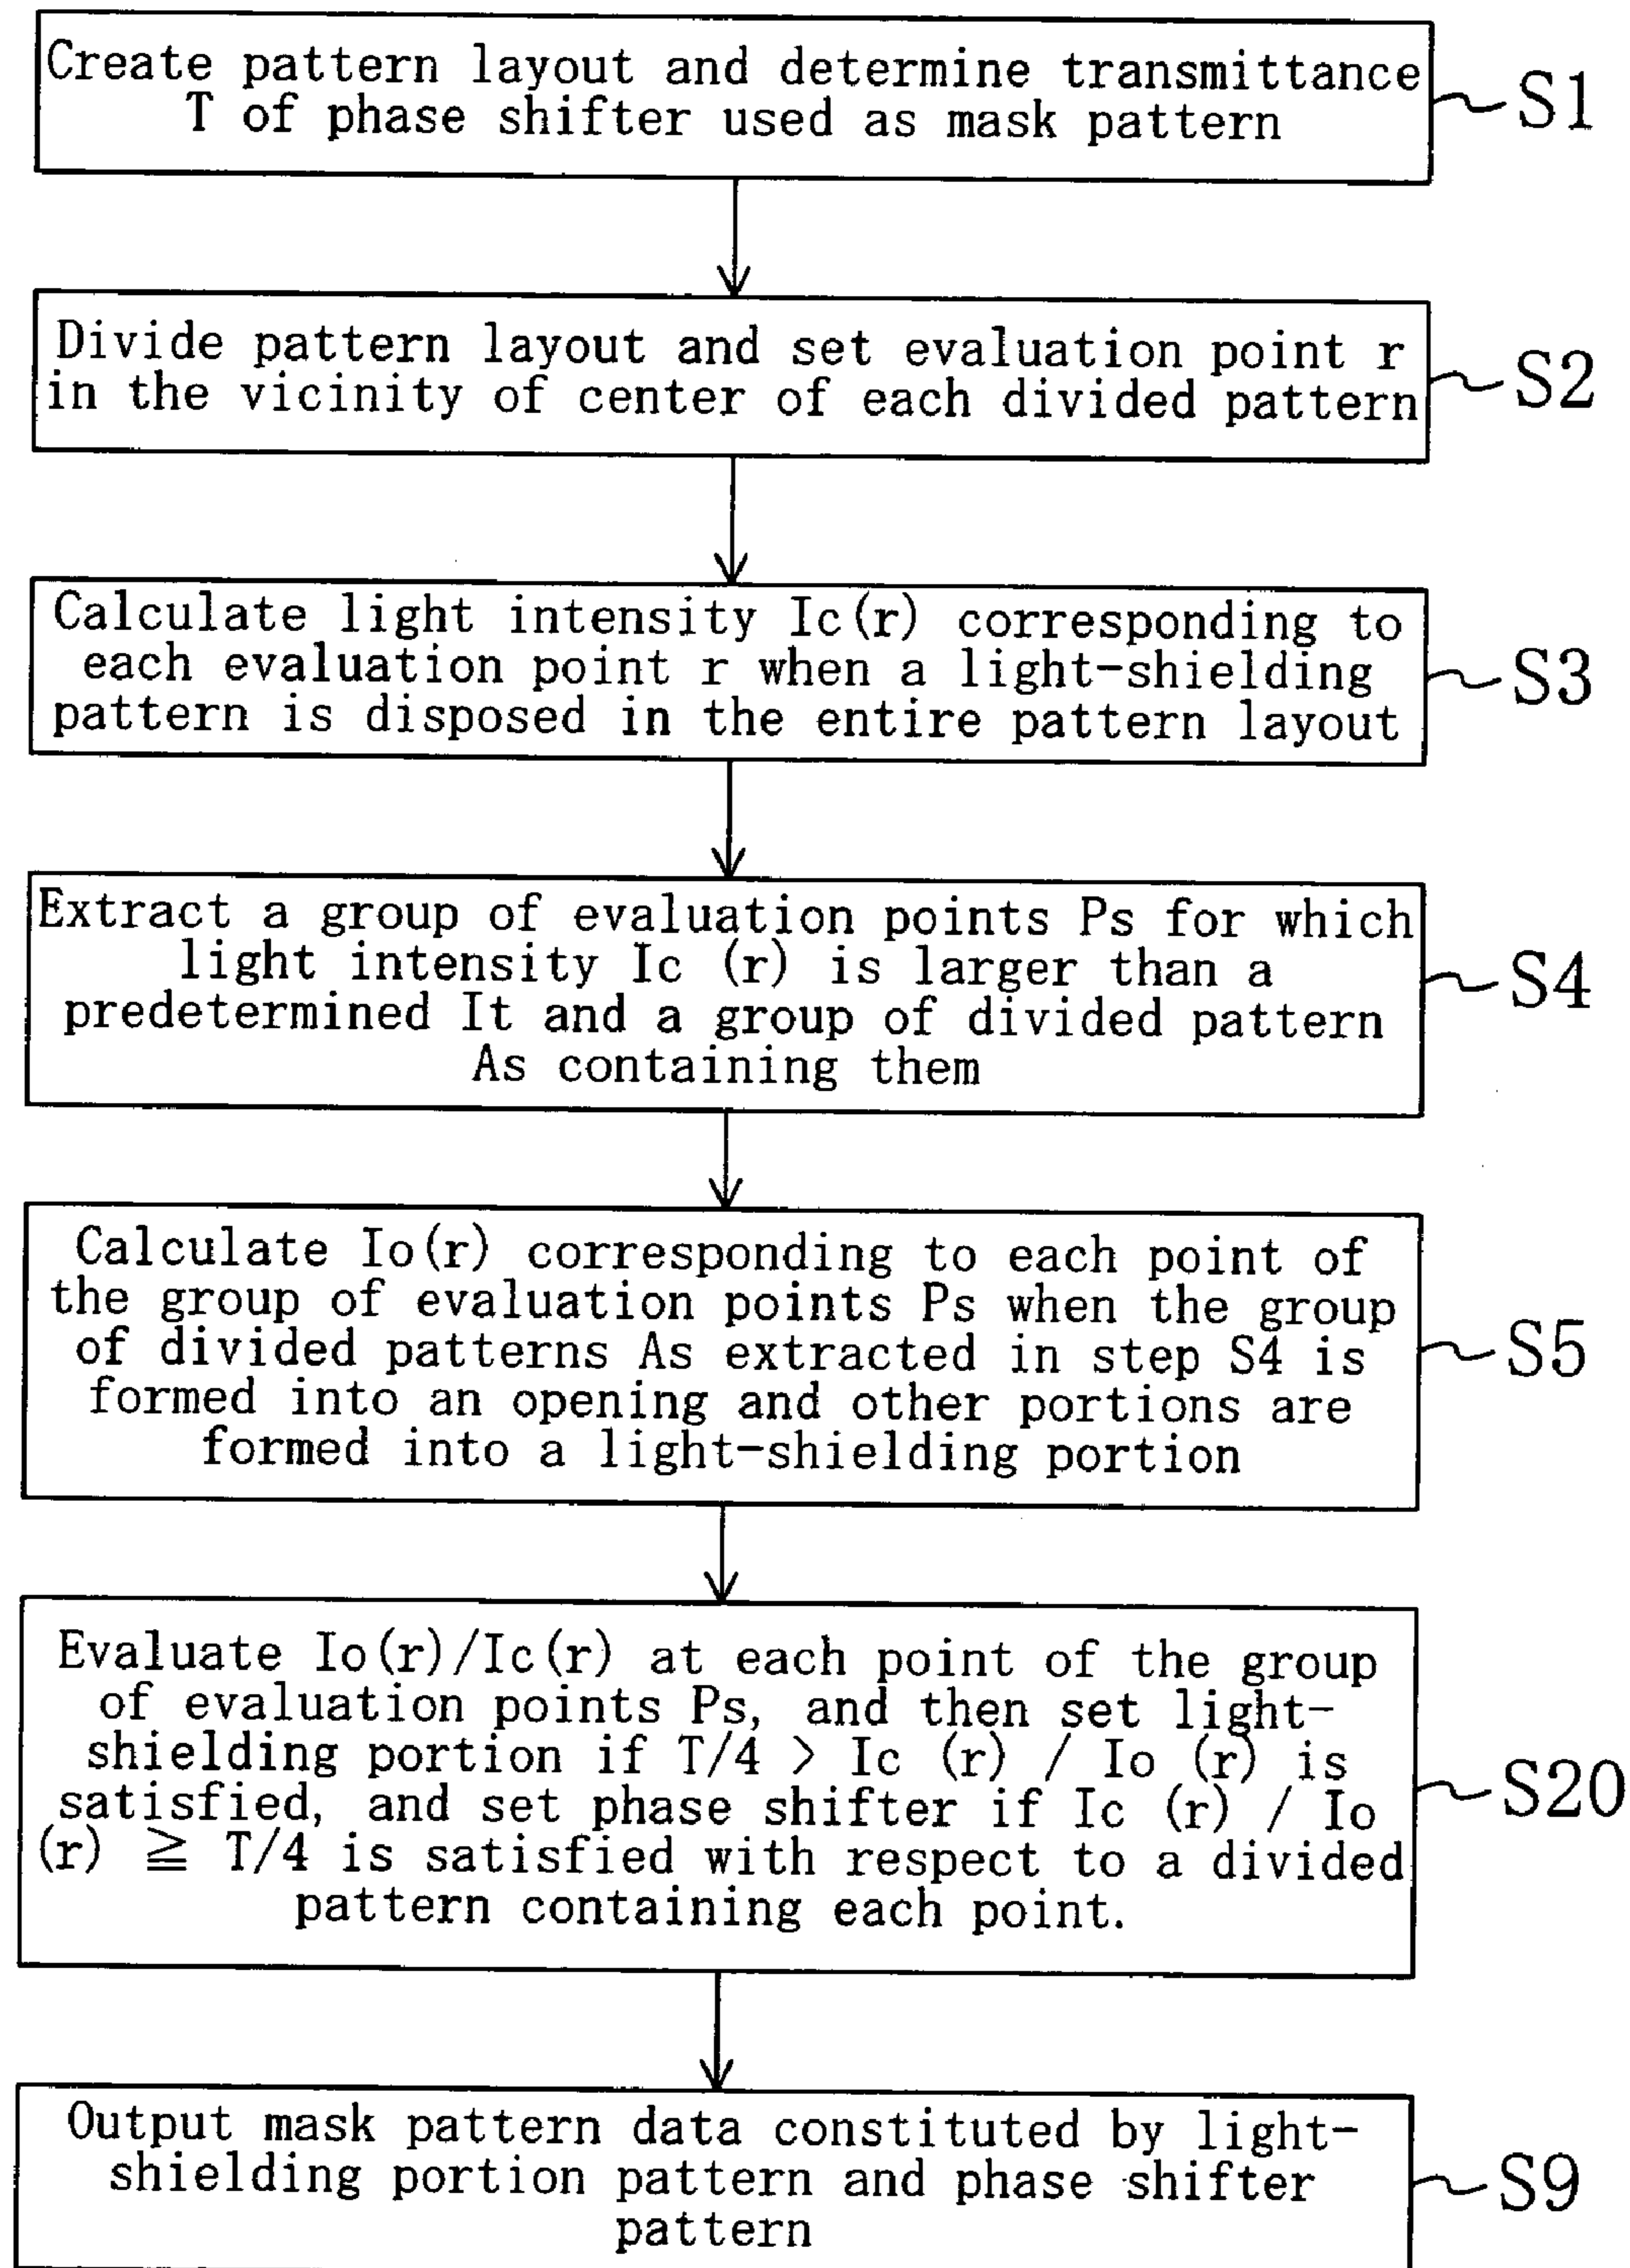 Create pattern layout and determine transmittance
T of phase shifter used as mask pattern
S1
Divide pattern layout and set evaluation point r
in the vicinity of center of each divided pattern
S2
Calculate light intensity Ic(r) corresponding to
each evaluation point r when a light-shielding
pattern is disposed in the entire pattern layout
S3
Extract a group of evaluation points Ps for which
light intensity Ic (r) is larger than a
predetermined It and a group of divided pattern
As containing them
S4
Calculate Io(r) corresponding to each point of
the group of evaluation points Ps when the group
of divided patterns As extracted in step S4 is
formed into an opening and other portions are
formed into a light-shielding portion
S5
Evaluate Io(r)/Ic(r) at each point of the group
of evaluation points Ps, and then set light-
shielding portion if T/4 > Ic (r) / Io (r) is
satisfied, and set phase shifter if Ic (r) / Io
(r) ≧ T/4 is satisfied with respect to a divided
pattern containing each point.
S20
Output mask pattern data constituted by light-
shielding portion pattern and phase shifter
pattern
S9